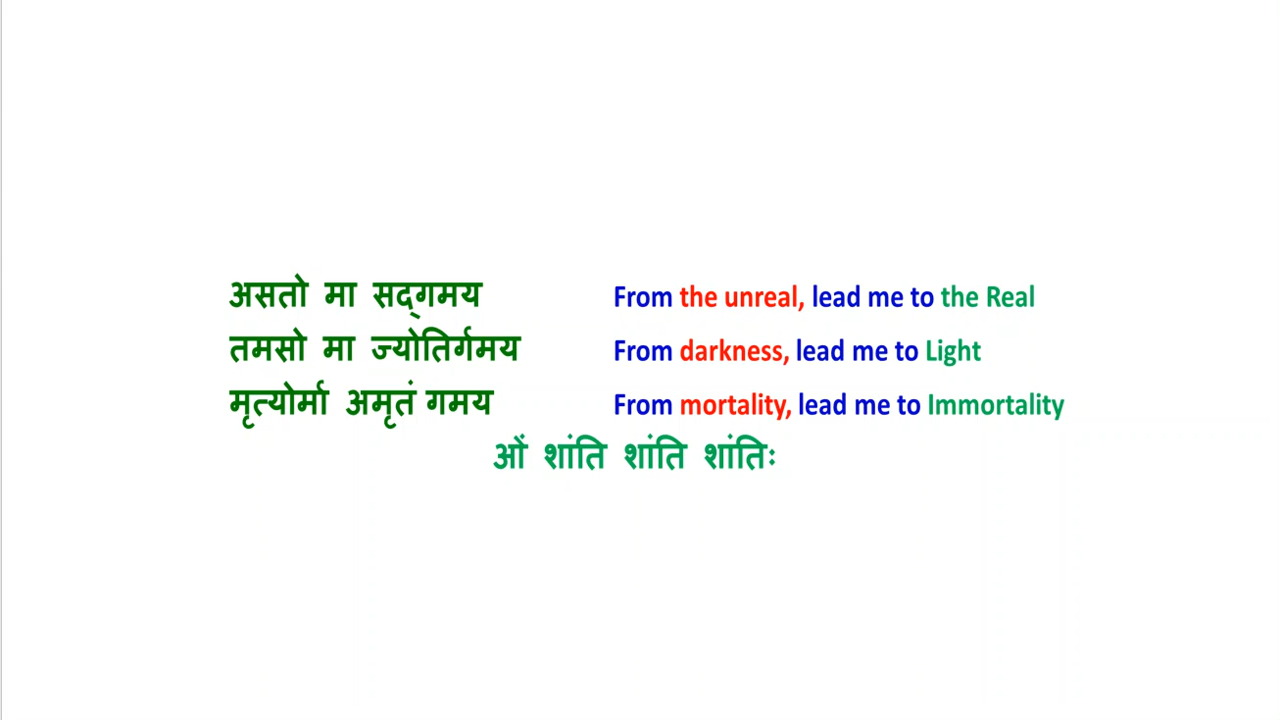 असतो मा सद्‌गमय From the unreal, lead me to the Real
तमसो मा ज्योतिर्गमय From darkness, lead me to Light
मृत्योर्मा अमृतं गमय From mortality, lead me to Immortality
ओं शांति शांति शांतिः